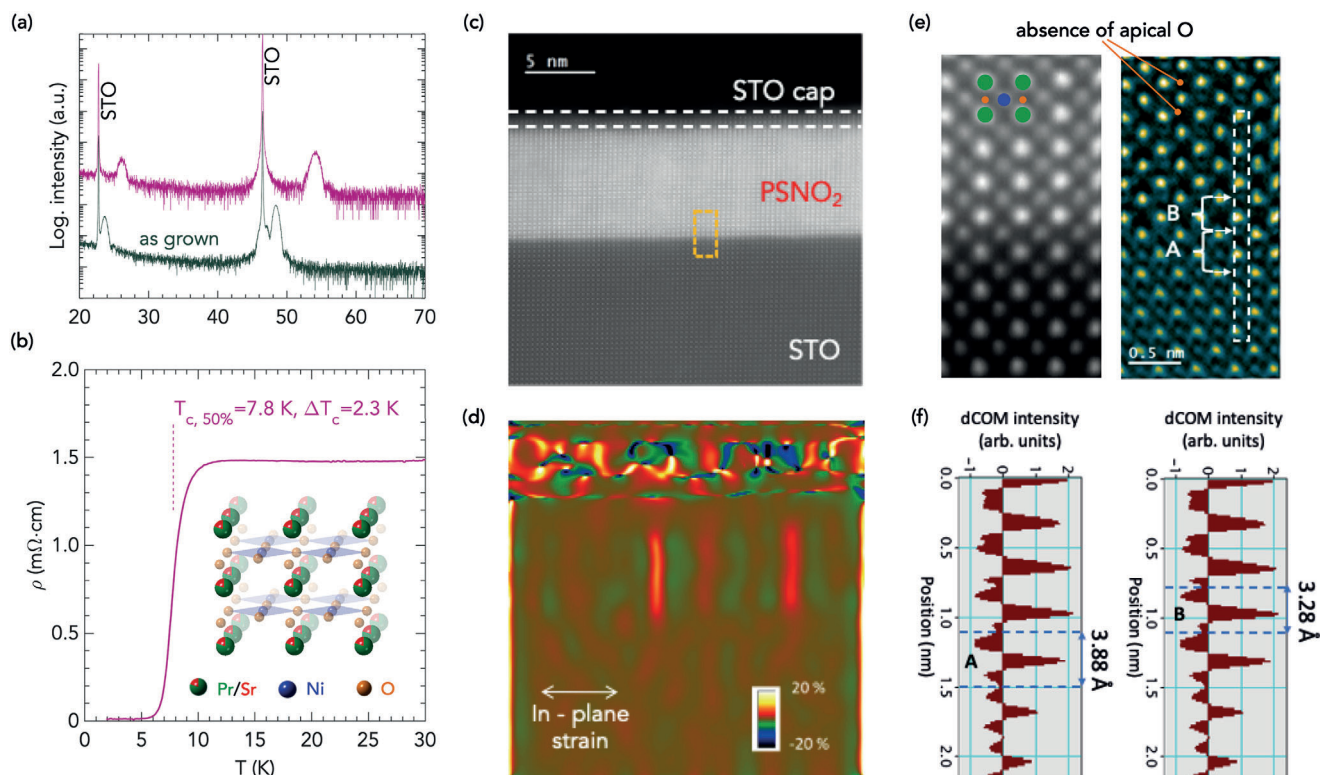 (a)
Log. intensity (a.u.)
STO
STO
as grown
20 30 40 50 60 70
(b)
ρ (mΩ·cm)
2.0
1.5
1.0
0.5
0
T_c, 50%=7.8 K, ΔT_c=2.3 K
Pr/Sr Ni O
0 5 10 15 20 25 30
T (K)
(c)
5 nm
STO cap
PSNO₂
STO
(d)
In - plane
strain
20 %
-20 %
(e)
absence of apical O
B
A
0.5 nm
(f)
dCOM intensity
(arb. units)
-1 0 1 2
0.0
0.5
1.0
1.5
2.0
Position (nm)
A
3.88 Å
dCOM intensity
(arb. units)
-1 0 1 2
0.0
0.5
1.0
1.5
2.0
Position (nm)
B
3.28 Å